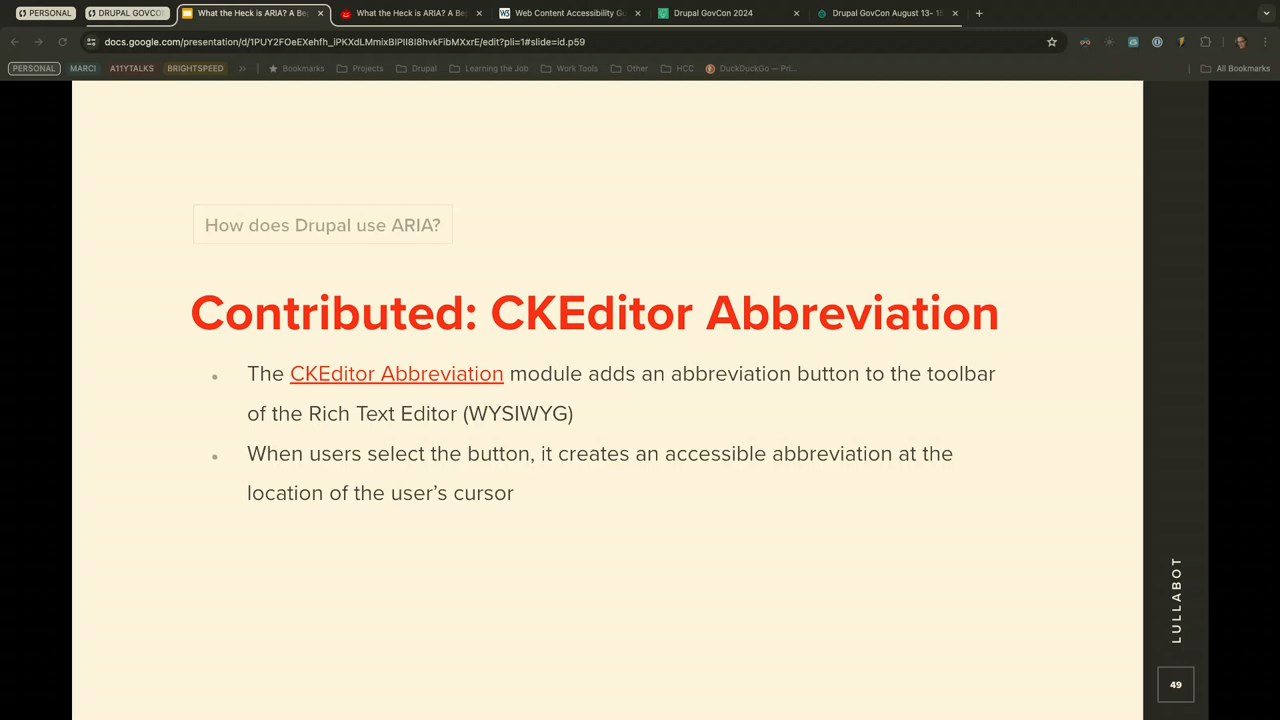 PERSONAL
DRUPAL GOVCO
What the Heck is ARIA? A Be
What the Heck is ARIA? A Be
Web Content Accessibility Gu
Drupal GovCon 2024
Drupal GovCon August 13- 15
docs.google.com/presentation/d/1PUY2FOeExehfh_iPKXdLMmixBIPII8I8hvkFibMXxrE/edit?pli=1#slide=id.p59
PERSONAL
MARCI
A11YTALKS
BRIGHTSPEED
Bookmarks
Projects
Drupal
Learning the Job
Work Tools
Other
HCC
DuckDuckGo — Pri...
All Bookmarks
How does Drupal use ARIA?
Contributed: CKEditor Abbreviation
• The CKEditor Abbreviation module adds an abbreviation button to the toolbar
of the Rich Text Editor (WYSIWYG)
• When users select the button, it creates an accessible abbreviation at the
location of the user’s cursor
LULLABOT
49